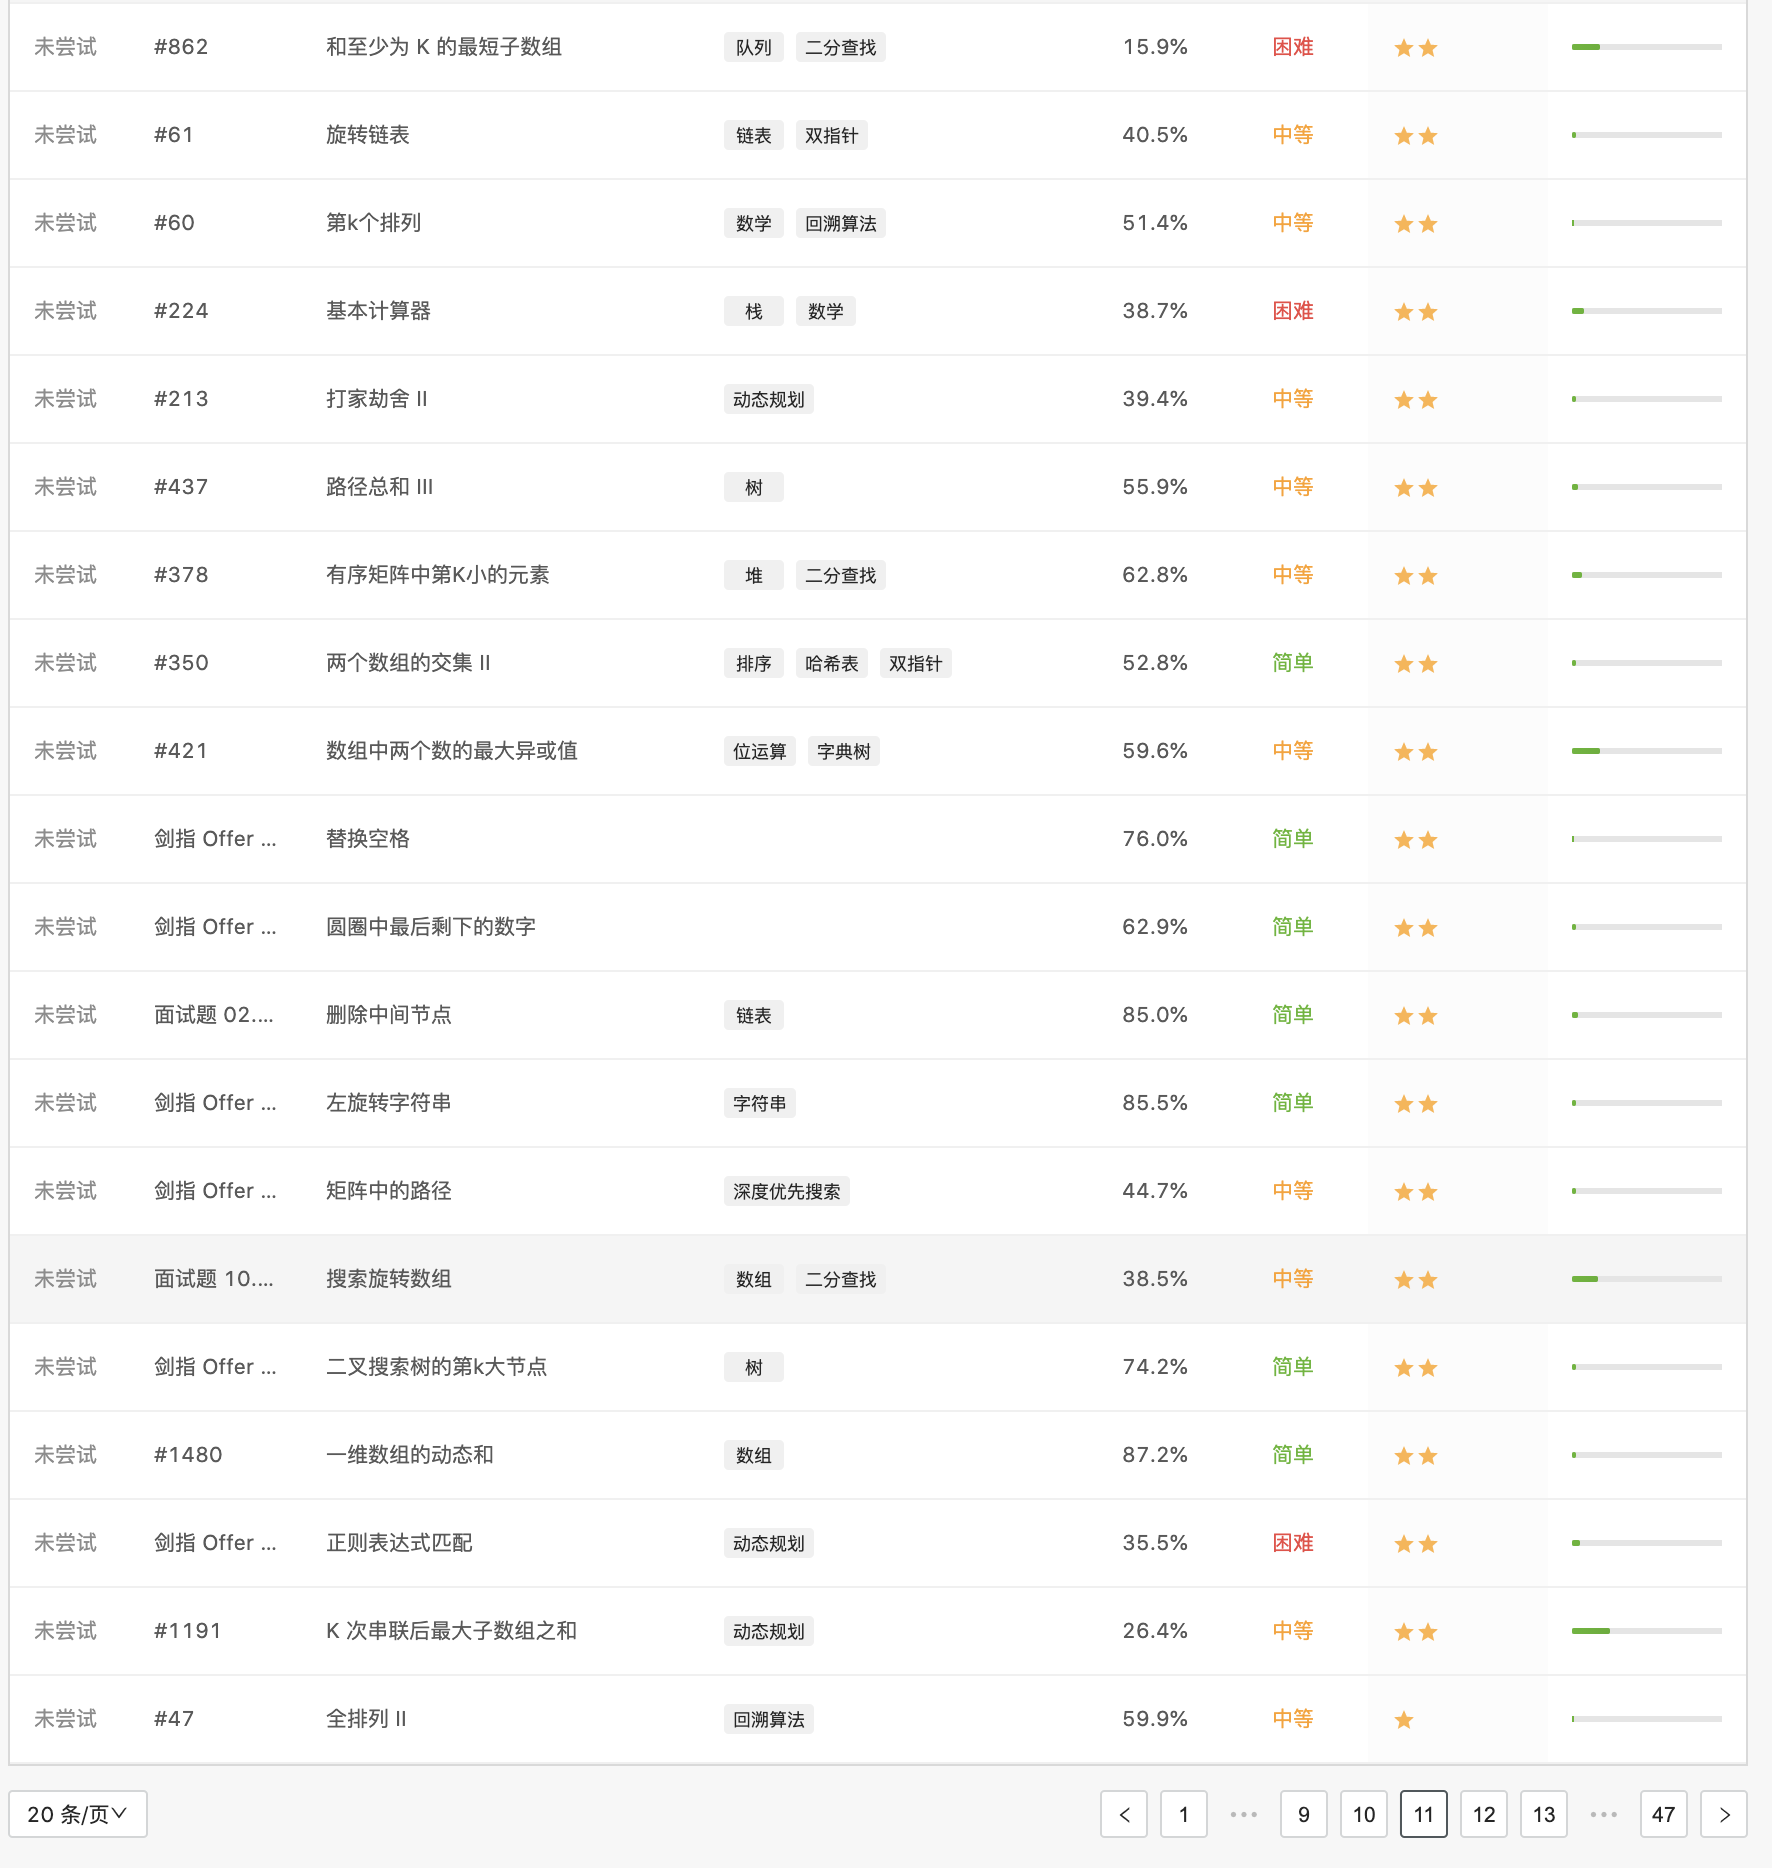 未尝试 #862 和至少为 K 的最短子数组 队列 二分查找 15.9% 困难
未尝试 #61 旋转链表 链表 双指针 40.5% 中等
未尝试 #60 第k个排列 数学 回溯算法 51.4% 中等
未尝试 #224 基本计算器 栈 数学 38.7% 困难
未尝试 #213 打家劫舍 II 动态规划 39.4% 中等
未尝试 #437 路径总和 III 树 55.9% 中等
未尝试 #378 有序矩阵中第K小的元素 堆 二分查找 62.8% 中等
未尝试 #350 两个数组的交集 II 排序 哈希表 双指针 52.8% 简单
未尝试 #421 数组中两个数的最大异或值 位运算 字典树 59.6% 中等
未尝试 剑指 Offer ... 替换空格 76.0% 简单
未尝试 剑指 Offer ... 圆圈中最后剩下的数字 62.9% 简单
未尝试 面试题 02.... 删除中间节点 链表 85.0% 简单
未尝试 剑指 Offer ... 左旋转字符串 字符串 85.5% 简单
未尝试 剑指 Offer ... 矩阵中的路径 深度优先搜索 44.7% 中等
未尝试 面试题 10.... 搜索旋转数组 数组 二分查找 38.5% 中等
未尝试 剑指 Offer ... 二叉搜索树的第k大节点 树 74.2% 简单
未尝试 #1480 一维数组的动态和 数组 87.2% 简单
未尝试 剑指 Offer ... 正则表达式匹配 动态规划 35.5% 困难
未尝试 #1191 K 次串联后最大子数组之和 动态规划 26.4% 中等
未尝试 #47 全排列 II 回溯算法 59.9% 中等
20 条/页 < 1 ••• 9 10 11 12 13 ••• 47 >